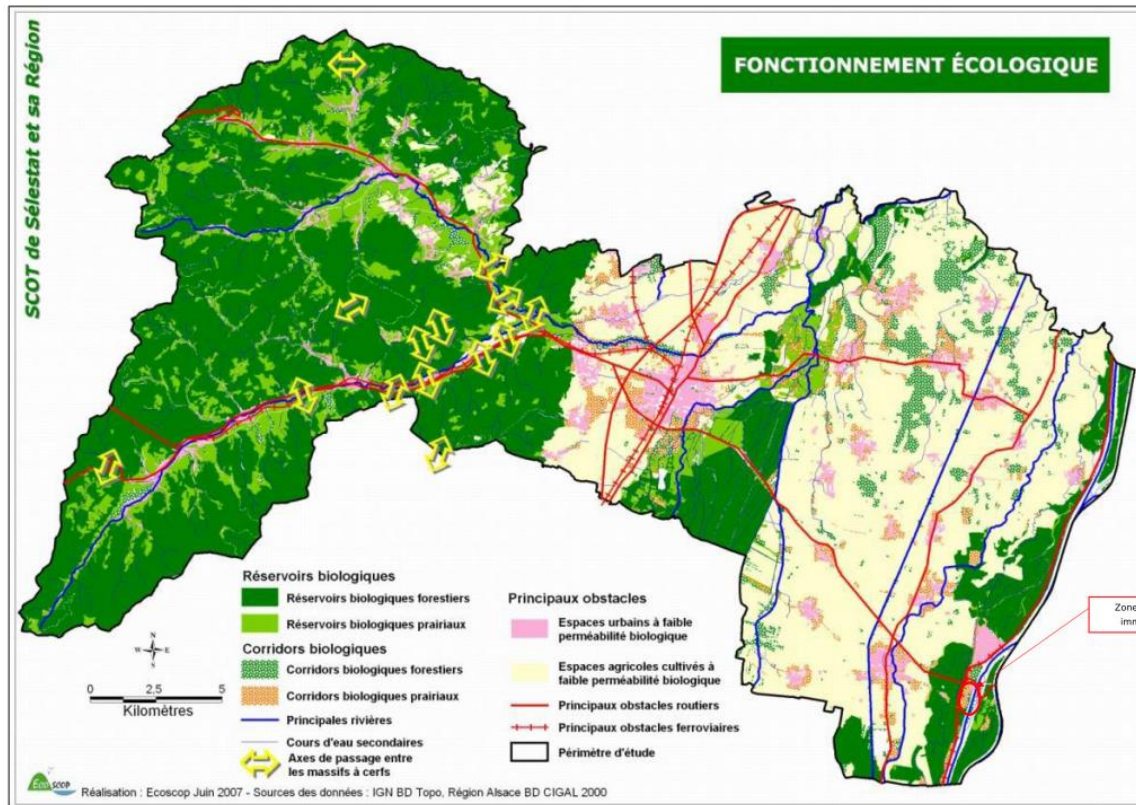 SCOT de Sélestat et sa Région
FONCTIONNEMENT ÉCOLOGIQUE
Zone
imm
Réservoirs biologiques
Réservoirs biologiques forestiers
Réservoirs biologiques prairiaux
Corridors biologiques
Corridors biologiques forestiers
Corridors biologiques prairiaux
Principales rivières
Cours d'eau secondaires
Axes de passage entre
les massifs à cerfs
Principaux obstacles
Espaces urbains à faible
perméabilité biologique
Espaces agricoles cultivés à
faible perméabilité biologique
Principaux obstacles routiers
Principaux obstacles ferroviaires
Périmètre d'étude
N
W
E
S
0 2,5 5
Kilomètres
Ecoscop
Réalisation : Ecoscop Juin 2007 - Sources des données : IGN BD Topo, Région Alsace BD CIGAL 2000